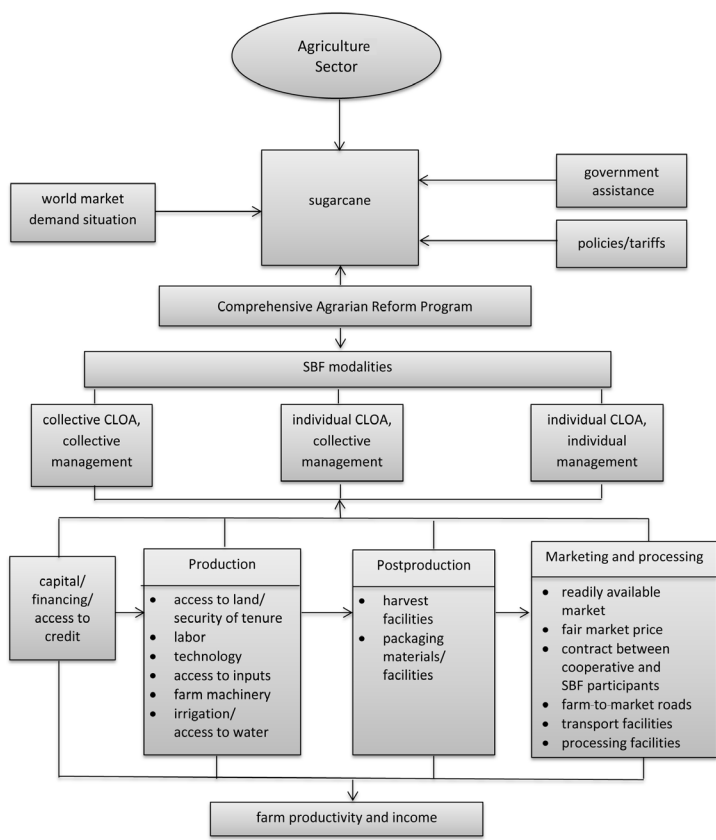 Agriculture
Sector
sugarcane
world market
demand situation
government
assistance
policies/tariffs
Comprehensive Agrarian Reform Program
SBF modalities
collective CLOA,
collective
management
individual CLOA,
collective
management
individual CLOA,
individual
management
capital/
financing/
access to
credit
Production
• access to land/
security of tenure
• labor
• technology
• access to inputs
• farm machinery
• irrigation/
access to water
Postproduction
• harvest
facilities
• packaging
materials/
facilities
Marketing and processing
• readily available
market
• fair market price
• contract between
cooperative and
SBF participants
• farm-to-market roads
• transport facilities
• processing facilities
farm productivity and income